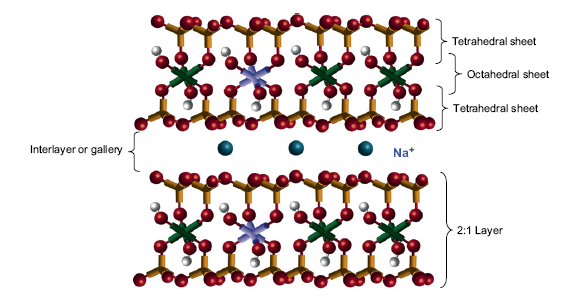 Tetrahedral sheet
Octahedral sheet
Tetrahedral sheet
Interlayer or gallery
Na⁺
2:1 Layer